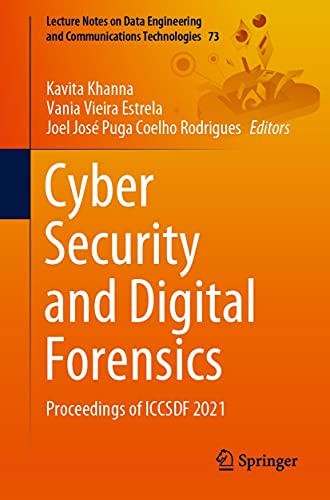 Lecture Notes on Data Engineering
and Communications Technologies 73
Kavita Khanna
Vania Vieira Estrela
Joel José Puga Coelho Rodrigues Editors
Cyber
Security
and Digital
Forensics
Proceedings of ICCSDF 2021
Springer